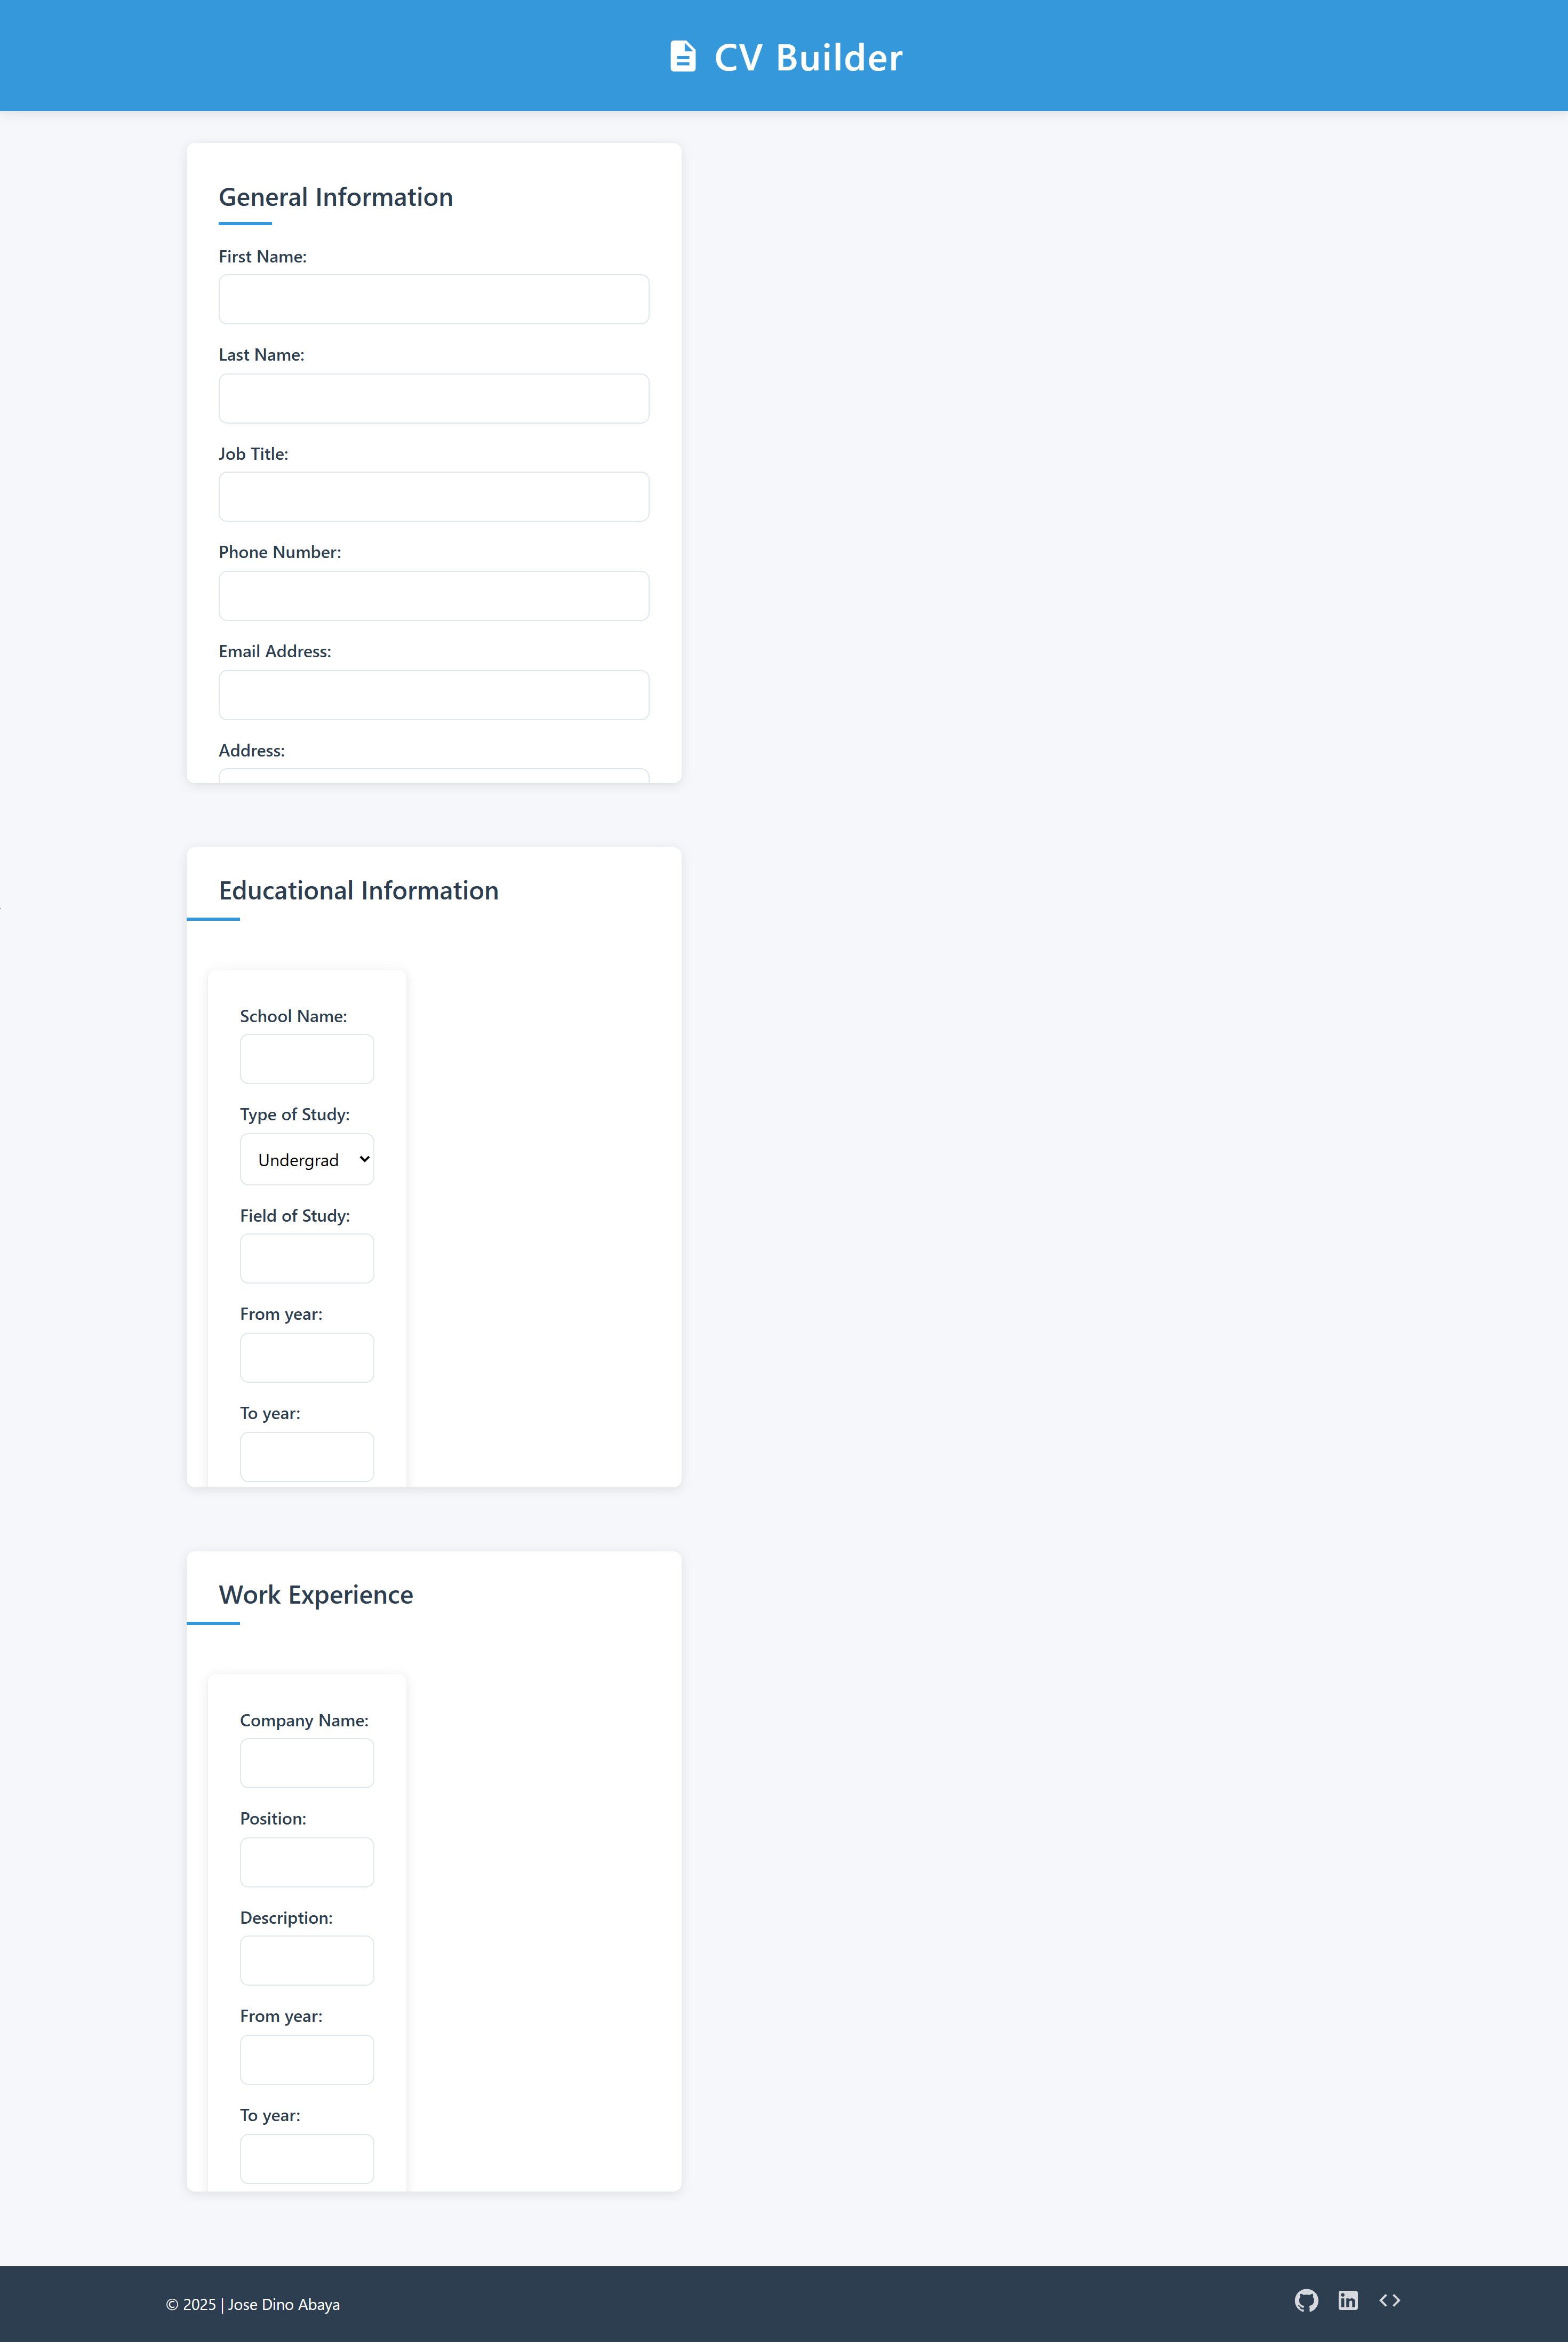 CV Builder
General Information
First Name:
Last Name:
Job Title:
Phone Number:
Email Address:
Address:
Educational Information
School Name:
Type of Study:
Undergrad
Field of Study:
From year:
To year:
Work Experience
Company Name:
Position:
Description:
From year:
To year:
© 2025 | Jose Dino Abaya